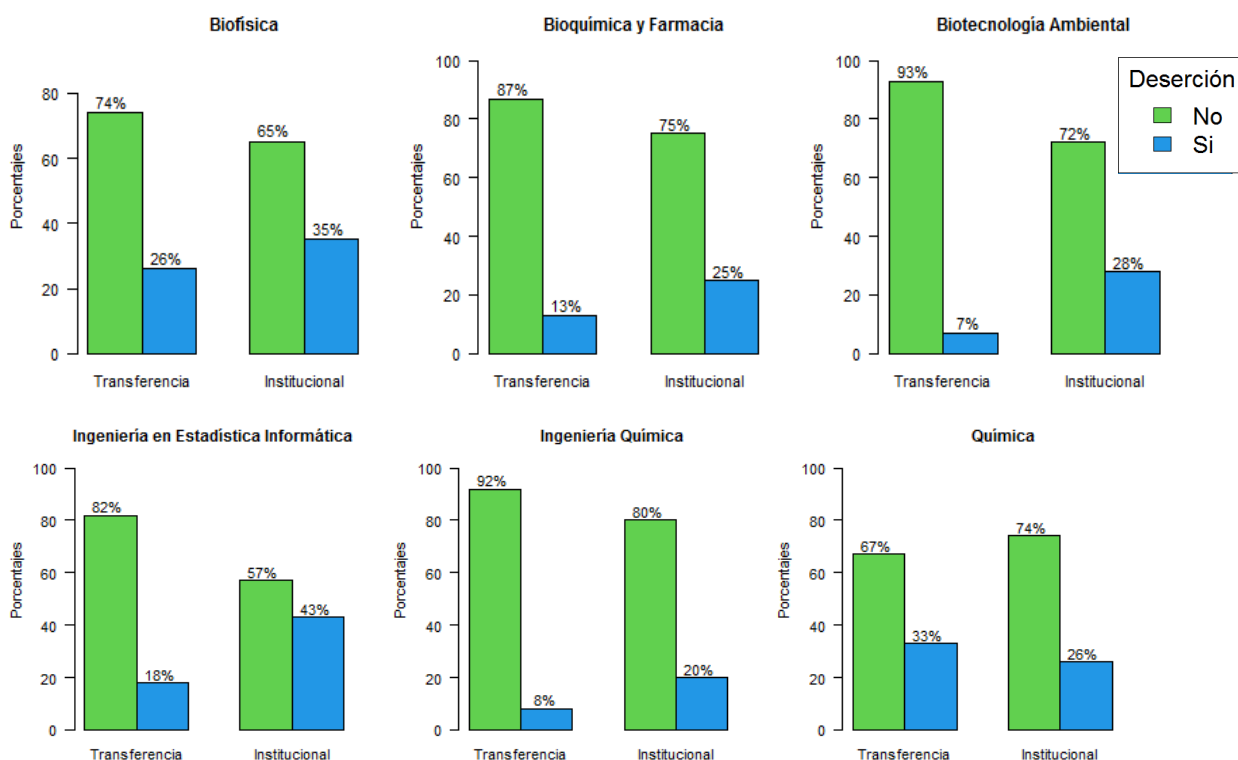 Biofísica
80
60
40
20
0
Porcentajes
74%
26%
65%
35%
Transferencia
Institucional
Bioquímica y Farmacia
100
80
60
40
20
0
Porcentajes
87%
13%
75%
25%
Transferencia
Institucional
Biotecnología Ambiental
100
80
60
40
20
0
Porcentajes
93%
7%
72%
28%
Transferencia
Institucional
Deserción
No
Si
Ingeniería en Estadística Informática
100
80
60
40
20
0
Porcentajes
82%
18%
57%
43%
Transferencia
Institucional
Ingeniería Química
100
80
60
40
20
0
Porcentajes
92%
8%
80%
20%
Transferencia
Institucional
Química
100
80
60
40
20
0
Porcentajes
67%
33%
74%
26%
Transferencia
Institucional